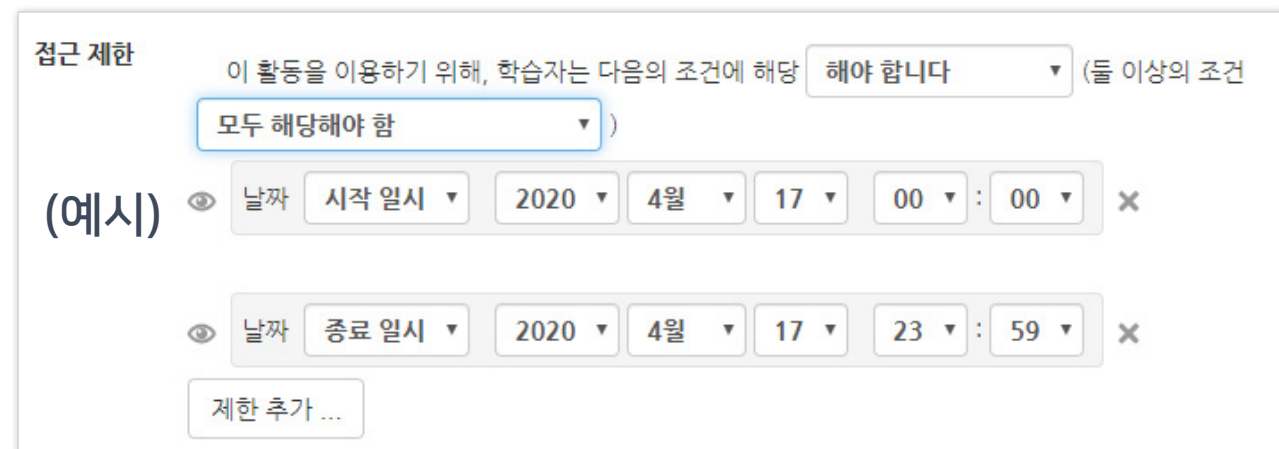 접근 제한
이 활동을 이용하기 위해, 학습자는 다음의 조건에 해당 해야 합니다 (둘 이상의 조건
모두 해당해야 함 )
(예시) 날짜 시작 일시 2020 4월 17 00 : 00
날짜 종료 일시 2020 4월 17 23 : 59
제한 추가 ...